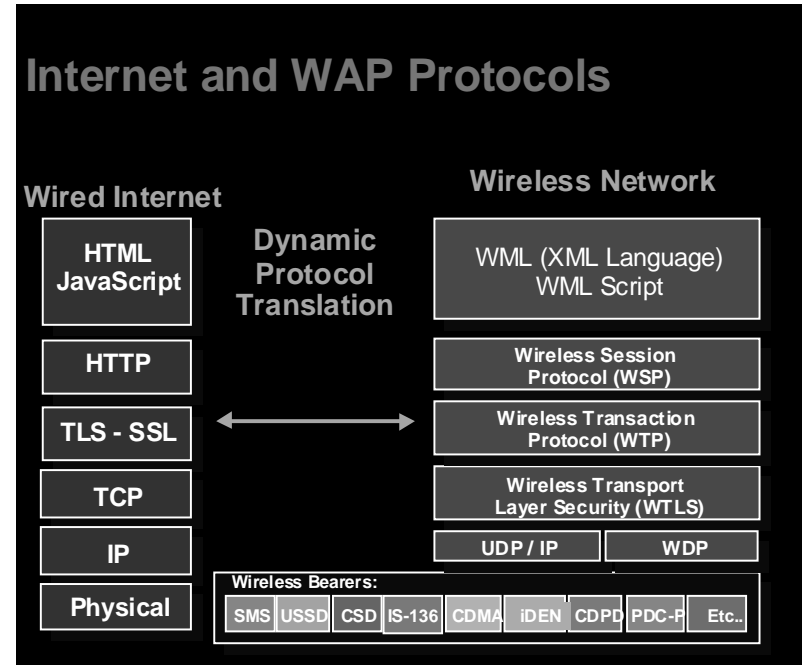 Internet and WAP Protocols
Wired Internet
HTML
JavaScript
HTTP
TLS - SSL
TCP
IP
Physical
Dynamic
Protocol
Translation
Wireless Network
WML (XML Language)
WML Script
Wireless Session
Protocol (WSP)
Wireless Transaction
Protocol (WTP)
Wireless Transport
Layer Security (WTLS)
UDP / IP
WDP
Wireless Bearers:
SMS USSD CSD IS-136 CDMA iDEN CDPD PDC-P Etc..